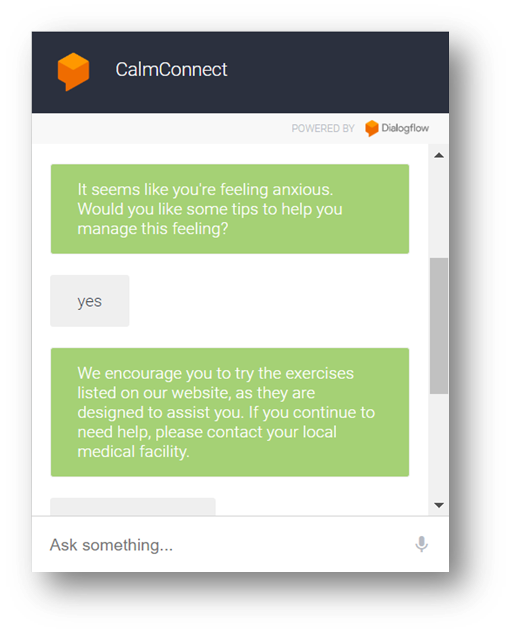 CalmConnect
POWERED BY Dialogflow
It seems like you're feeling anxious.
Would you like some tips to help you
manage this feeling?
yes
We encourage you to try the exercises
listed on our website, as they are
designed to assist you. If you continue to
need help, please contact your local
medical facility.
Ask something...